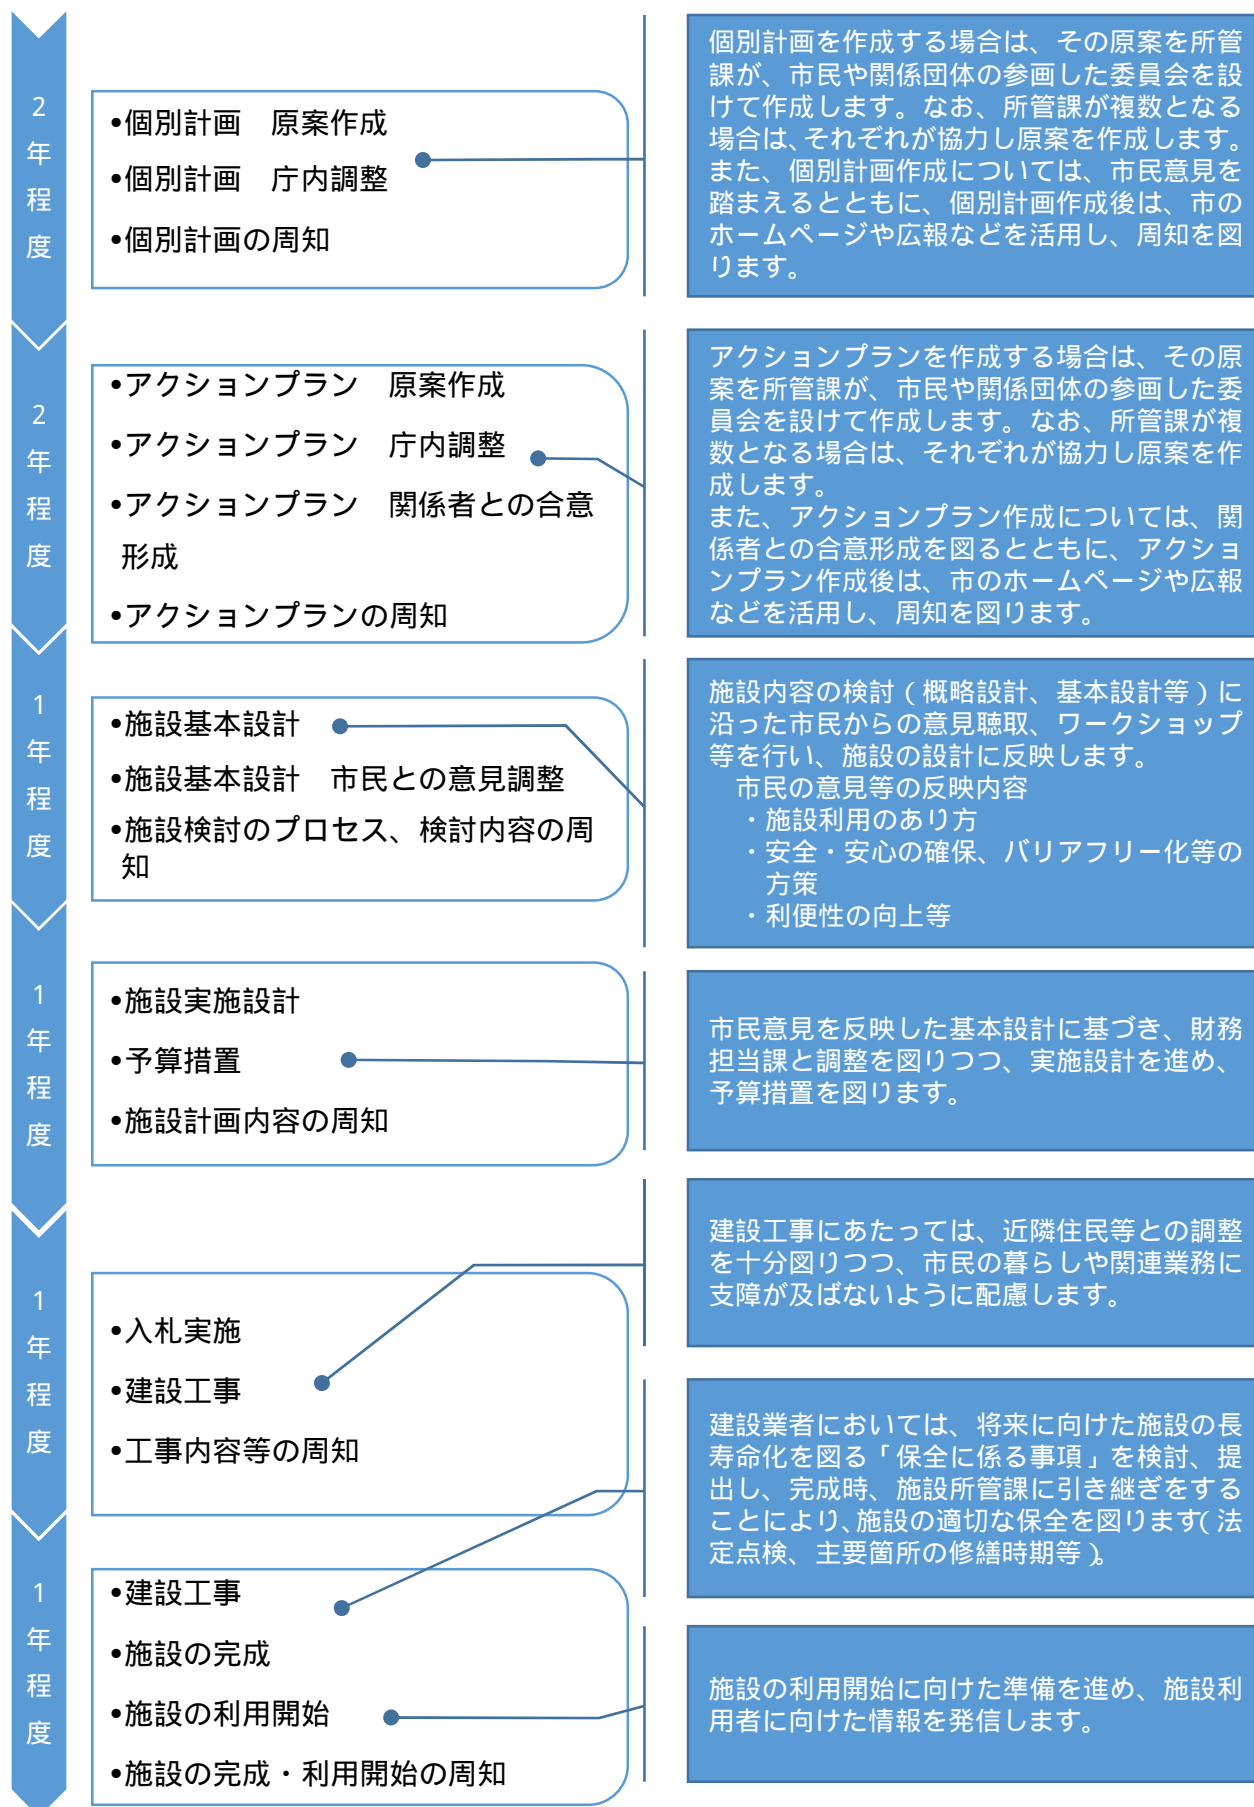 2年程度
•個別計画　原案作成
•個別計画　庁内調整
•個別計画の周知
個別計画を作成する場合は、その原案を所管
課が、市民や関係団体の参画した委員会を設
けて作成します。なお、所管課が複数となる
場合は、それぞれが協力し原案を作成します。
また、個別計画作成については、市民意見を
踏まえるとともに、個別計画作成後は、市の
ホームページや広報などを活用し、周知を図
ります。
2年程度
•アクションプラン　原案作成
•アクションプラン　庁内調整
•アクションプラン　関係者との合意
形成
•アクションプランの周知
アクションプランを作成する場合は、その原
案を所管課が、市民や関係団体の参画した委
員会を設けて作成します。なお、所管課が複
数となる場合は、それぞれが協力し原案を作
成します。
また、アクションプラン作成については、関
係者との合意形成を図るとともに、アクショ
ンプラン作成後は、市のホームページや広報
などを活用し、周知を図ります。
1年程度
•施設基本設計
•施設基本設計　市民との意見調整
•施設検討のプロセス、検討内容の周
知
施設内容の検討（概略設計、基本設計等）に
沿った市民からの意見聴取、ワークショップ
等を行い、施設の設計に反映します。
市民の意見等の反映内容
・施設利用のあり方
・安全・安心の確保、バリアフリー化等の
方策
・利便性の向上等
1年程度
•施設実施設計
•予算措置
•施設計画内容の周知
市民意見を反映した基本設計に基づき、財務
担当課と調整を図りつつ、実施設計を進め、
予算措置を図ります。
1年程度
•入札実施
•建設工事
•工事内容等の周知
建設工事にあたっては、近隣住民等との調整
を十分図りつつ、市民の暮らしや関連業務に
支障が及ばないように配慮します。
建設業者においては、将来に向けた施設の長
寿命化を図る「保全に係る事項」を検討、提
出し、完成時、施設所管課に引き継ぎをする
ことにより、施設の適切な保全を図ります（法
定点検、主要箇所の修繕時期等）。
1年程度
•建設工事
•施設の完成
•施設の利用開始
•施設の完成・利用開始の周知
施設の利用開始に向けた準備を進め、施設利
用者に向けた情報を発信します。